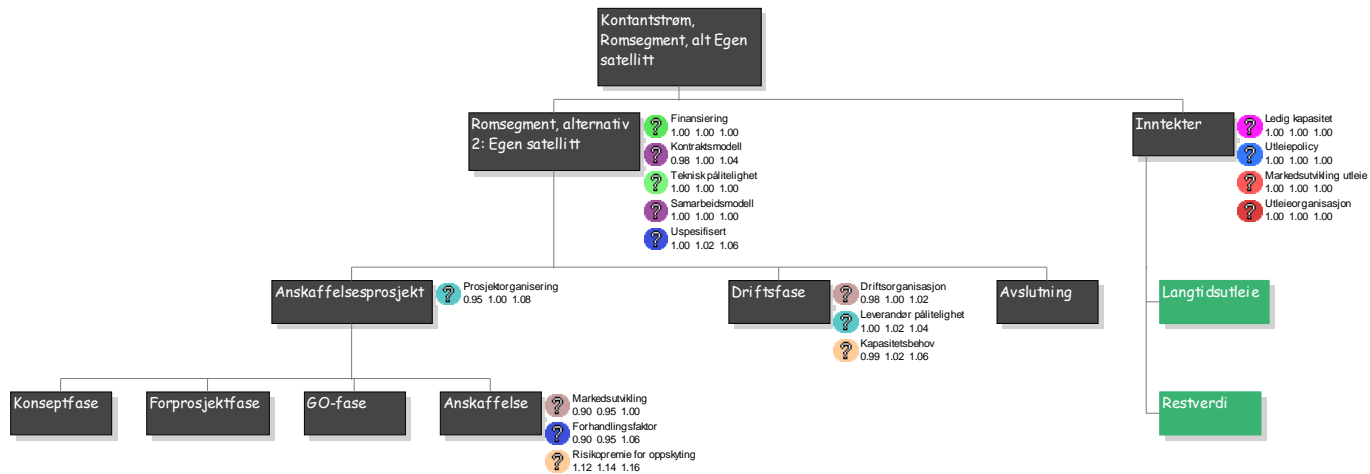 Kontantstrøm,
Romsegment, alt Egen
satellitt
Romsegment, alternativ
2: Egen satellitt
Finansiering
1.00 1.00 1.00
Kontraktsmodell
0.98 1.00 1.04
Teknisk pålitelighet
1.00 1.00 1.00
Samarbeidsmodell
1.00 1.00 1.00
Uspesifisert
1.00 1.02 1.06
Inntekter
Ledig kapasitet
1.00 1.00 1.00
Utleiepolicy
1.00 1.00 1.00
Markedsutvikling utleie
1.00 1.00 1.00
Utleieorganisasjon
1.00 1.00 1.00
Anskaffelsesprosjekt
Prosjektorganisering
0.95 1.00 1.08
Driftsfase
Driftsorganisasjon
0.98 1.00 1.02
Leverandør pålitelighet
1.00 1.02 1.04
Kapasitetsbehov
0.99 1.02 1.06
Avslutning
Langtidsutleie
Konseptfase
Forprosjektfase
GO-fase
Anskaffelse
Markedsutvikling
0.90 0.95 1.00
Forhandlingsfaktor
0.90 0.95 1.06
Risikopremie for oppskyting
1.12 1.14 1.16
Restverdi